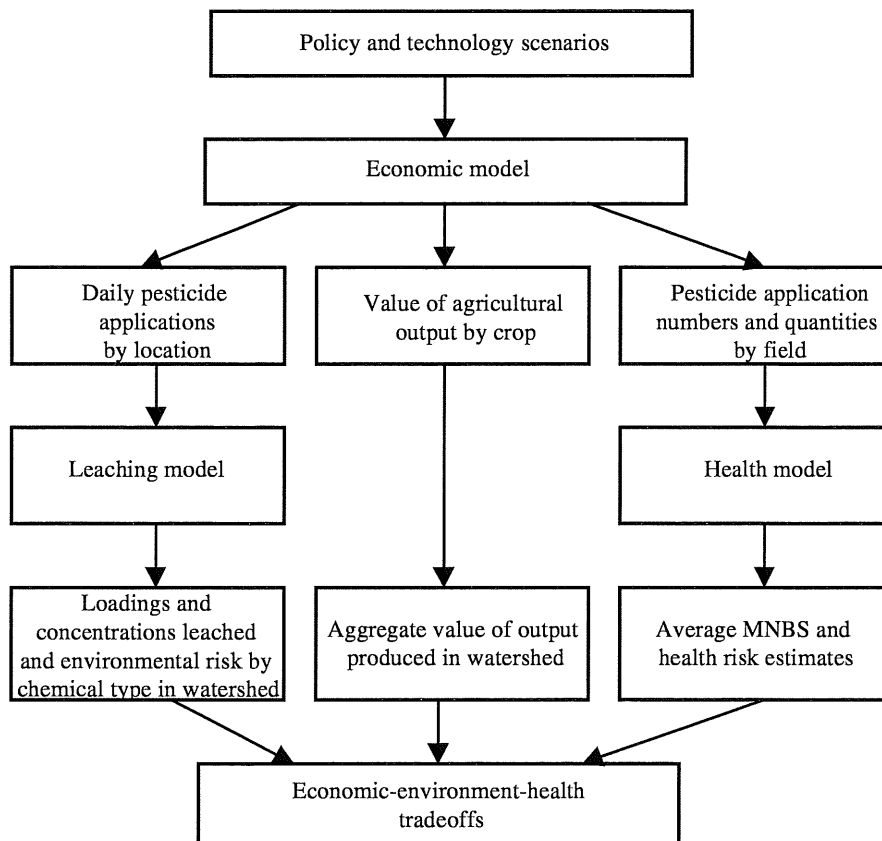 Policy and technology scenarios
Economic model
Daily pesticide
applications
by location
Value of agricultural
output by crop
Pesticide application
numbers and quantities
by field
Leaching model
Health model
Loadings and
concentrations leached
and environmental risk by
chemical type in watershed
Aggregate value of output
produced in watershed
Average MNBS and
health risk estimates
Economic-environment-health
tradeoffs